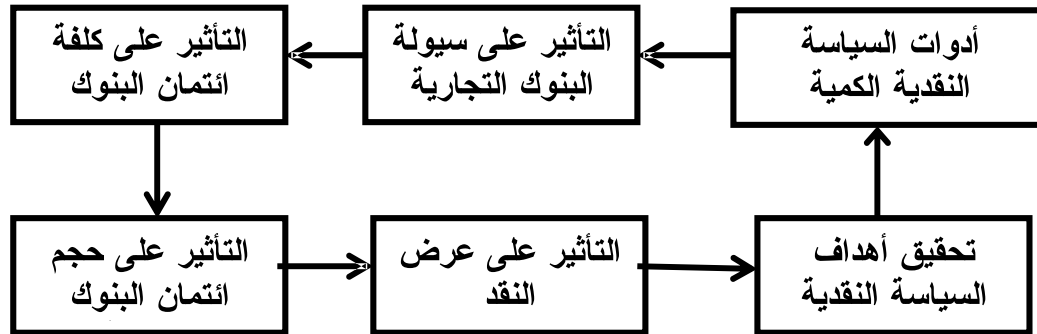 أدوات السياسة
النقدية الكمية
التأثير على سيولة
البنوك التجارية
التأثير على كلفة
ائتمان البنوك
التأثير على حجم
ائتمان البنوك
التأثير على عرض
النقد
تحقيق أهداف
السياسة النقدية